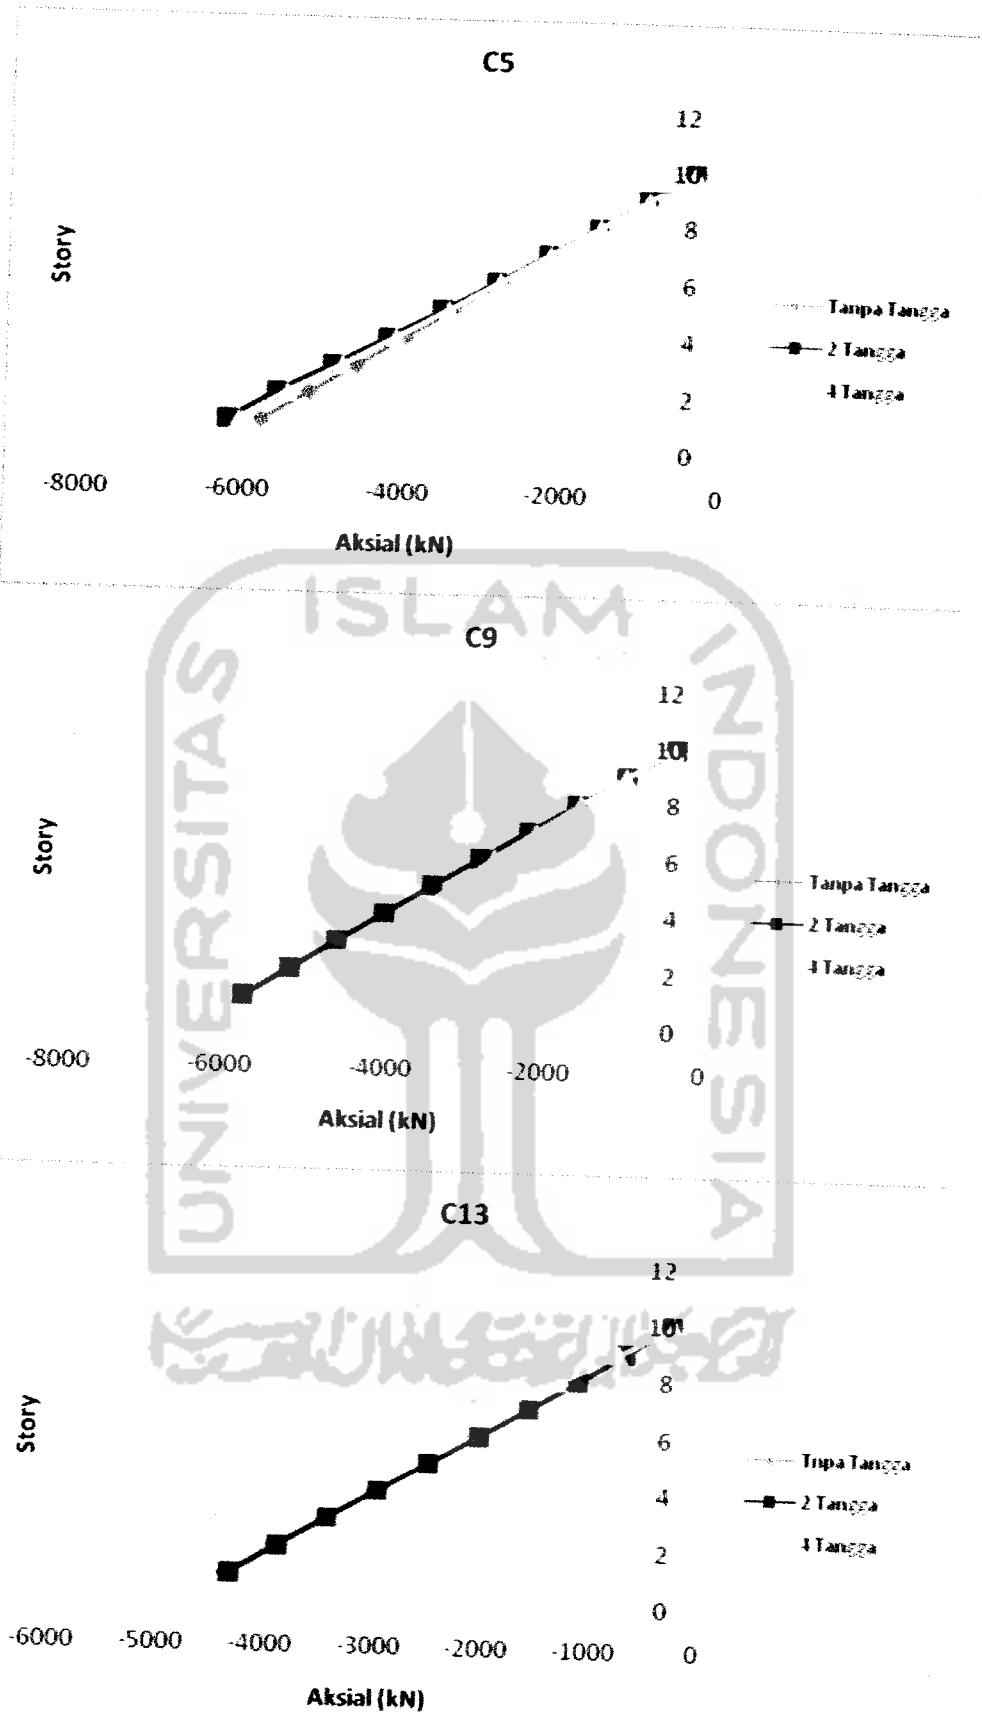 C5
12
10
8
6
4
2
0
Story
-8000 -6000 -4000 -2000 0
Aksial (kN)
Tanpa Tangga
2 Tangga
4 Tangga
C9
12
10
8
6
4
2
0
Story
-8000 -6000 -4000 -2000 0
Aksial (kN)
Tanpa Tangga
2 Tangga
4 Tangga
C13
12
10
8
6
4
2
0
Story
-6000 -5000 -4000 -3000 -2000 -1000 0
Aksial (kN)
Tnpa Tangga
2 Tangga
4 Tangga
UNIVERSITAS ISLAM INDONESIA